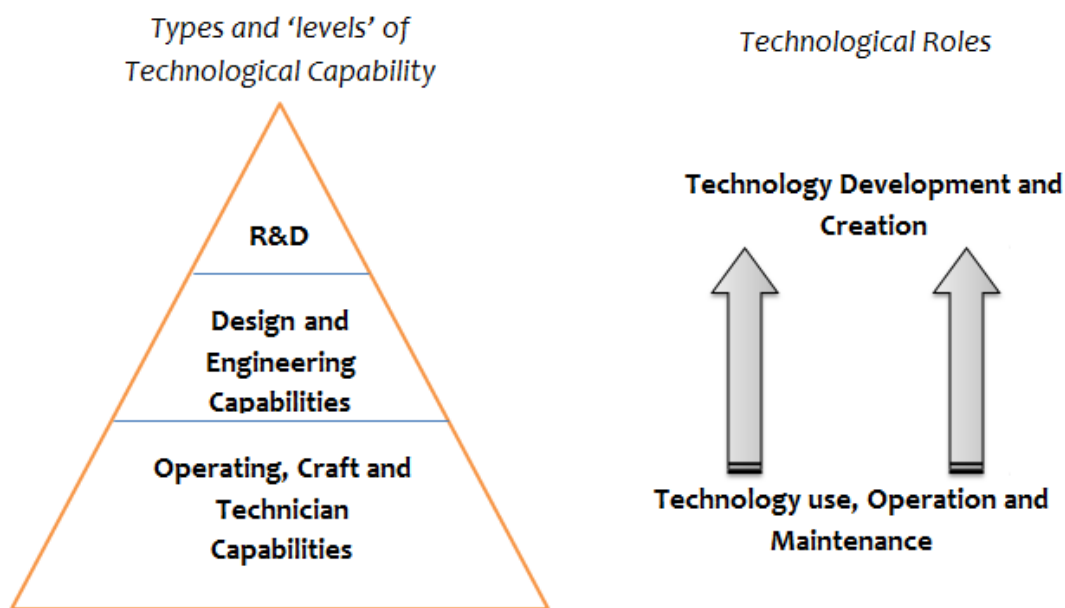 Types and ‘levels’ of
Technological Capability
R&D
Design and
Engineering
Capabilities
Operating, Craft and
Technician
Capabilities
Technological Roles
Technology Development and
Creation
Technology use, Operation and
Maintenance